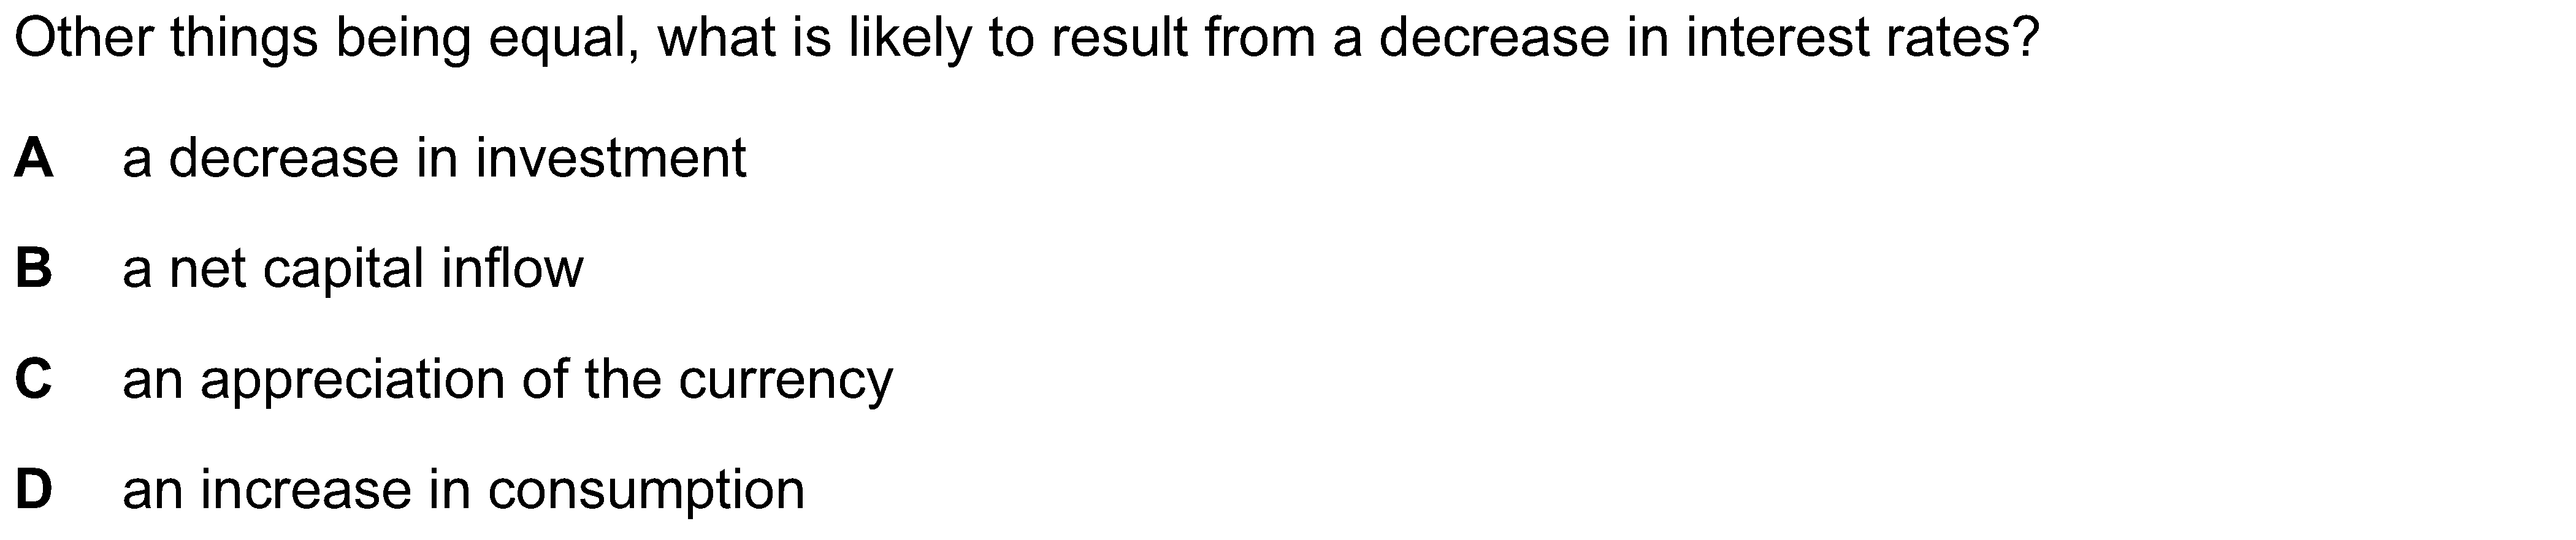 Other things being equal, what is likely to result from a decrease in interest rates?
A a decrease in investment
B a net capital inflow
C an appreciation of the currency
D an increase in consumption